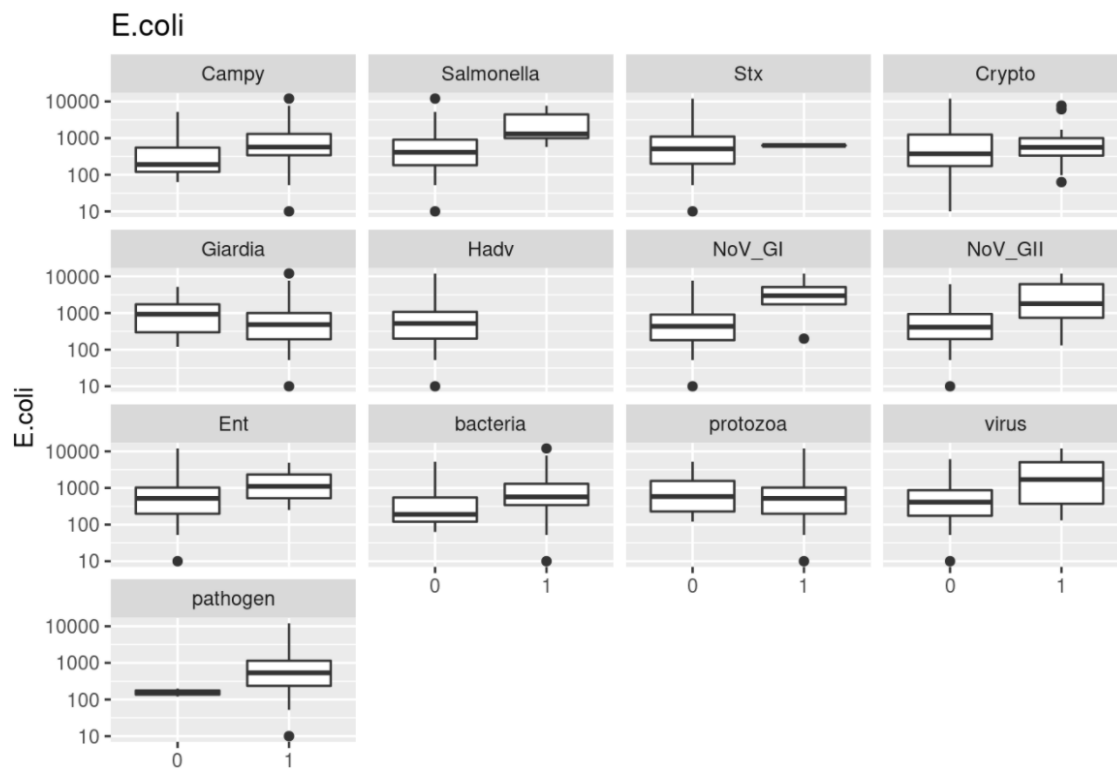 E.coli
Campy Salmonella Stx Crypto
10000
1000
100
10
Giardia Hadv NoV_GI NoV_GII
10000
1000
100
10
E.coli
Ent bacteria protozoa virus
10000
1000
100
10
0 1 0 1 0 1
pathogen
10000
1000
100
10
0 1